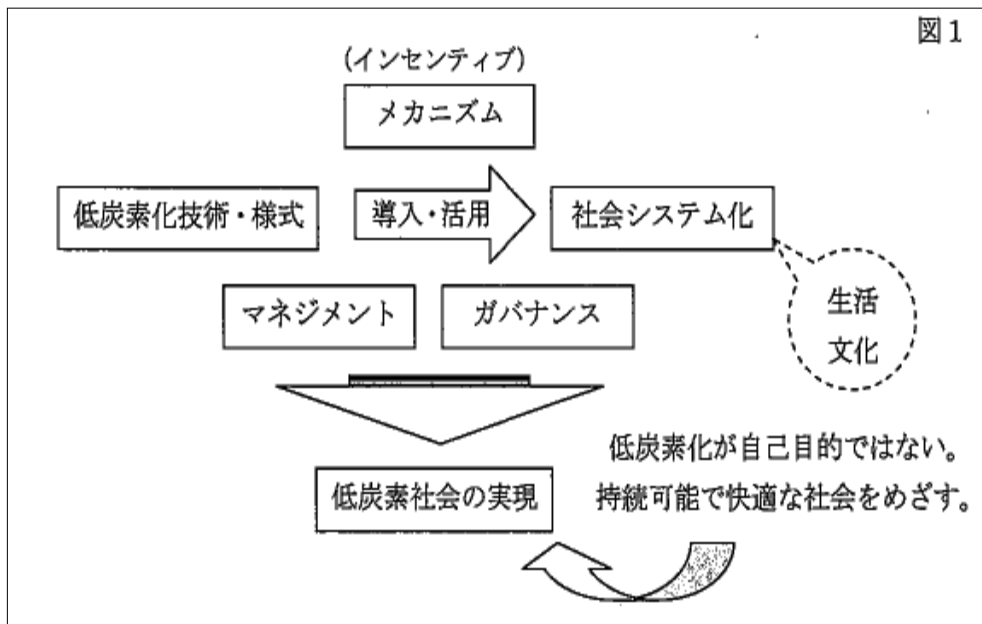 図1
(インセンティブ)
メカニズム
低炭素化技術・様式
導入・活用
社会システム化
マネジメント
ガバナンス
生活
文化
低炭素化が自己目的ではない。
持続可能で快適な社会をめざす。
低炭素社会の実現